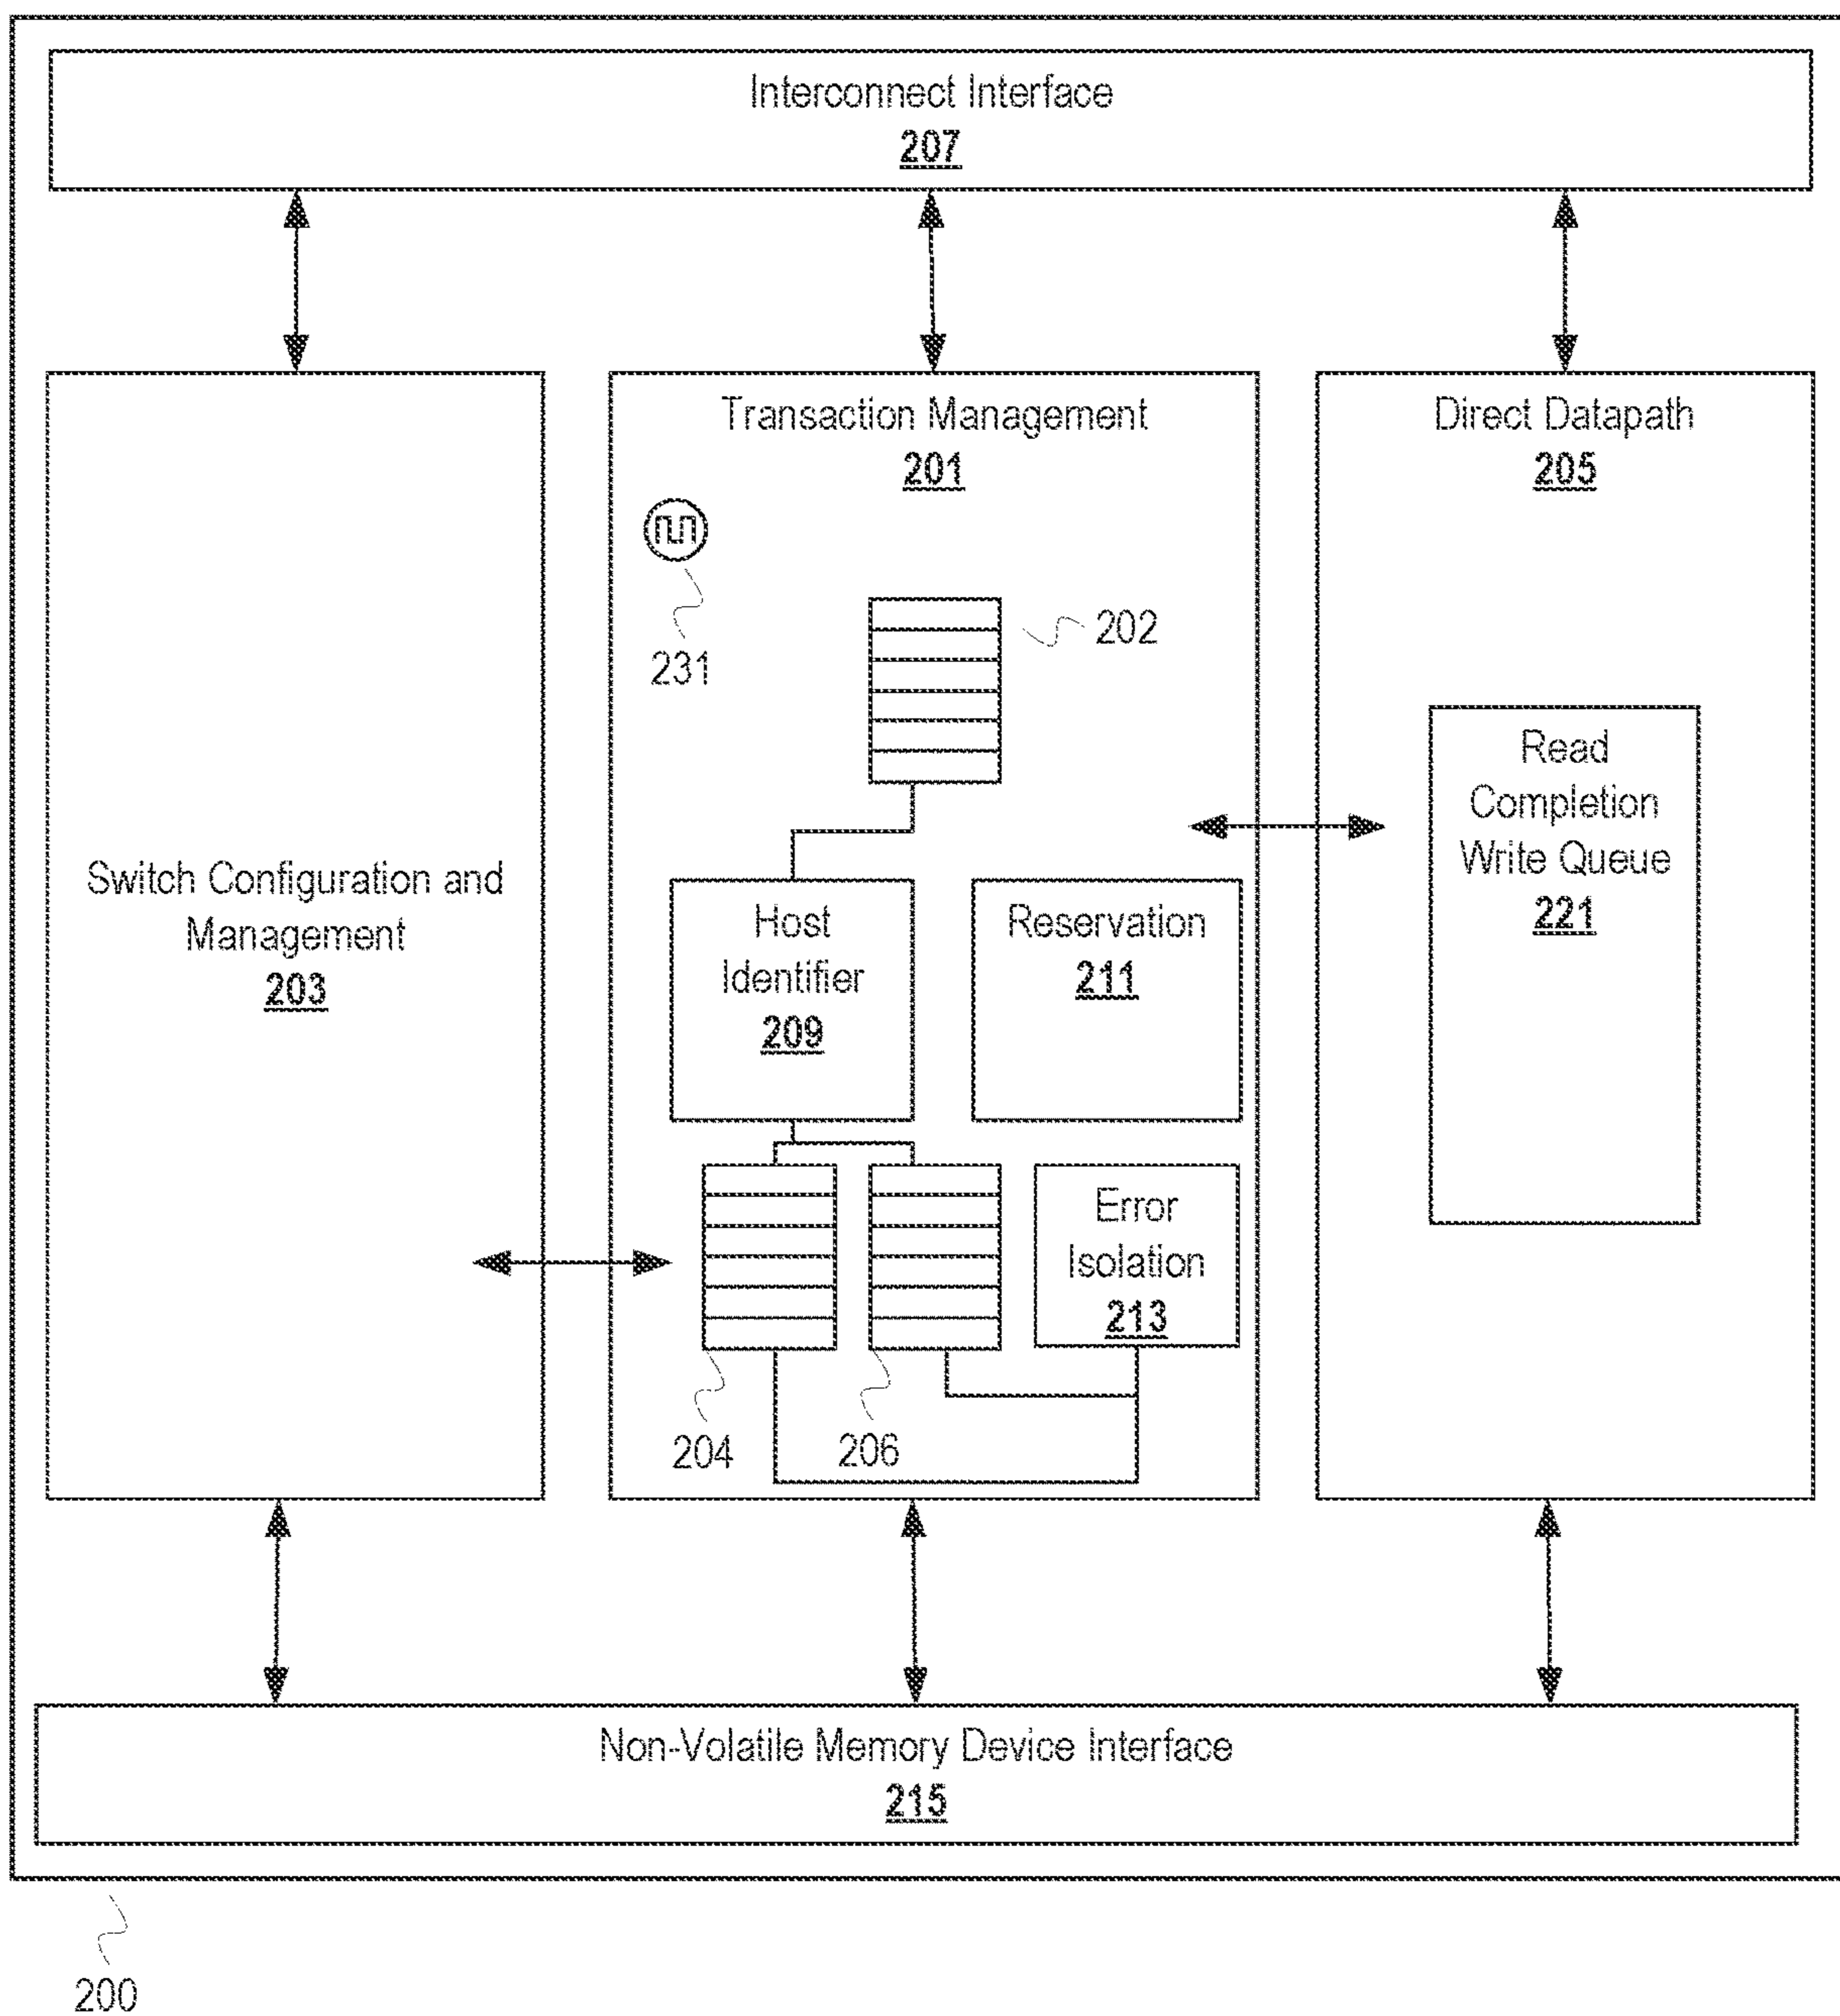 Interconnect Interface
207
Transaction Management
201
Direct Datapath
205
231
202
Read
Completion
Write Queue
221
Switch Configuration and
Management
203
Host
Identifier
209
Reservation
211
Error
Isolation
213
204
206
Non-Volatile Memory Device Interface
215
200